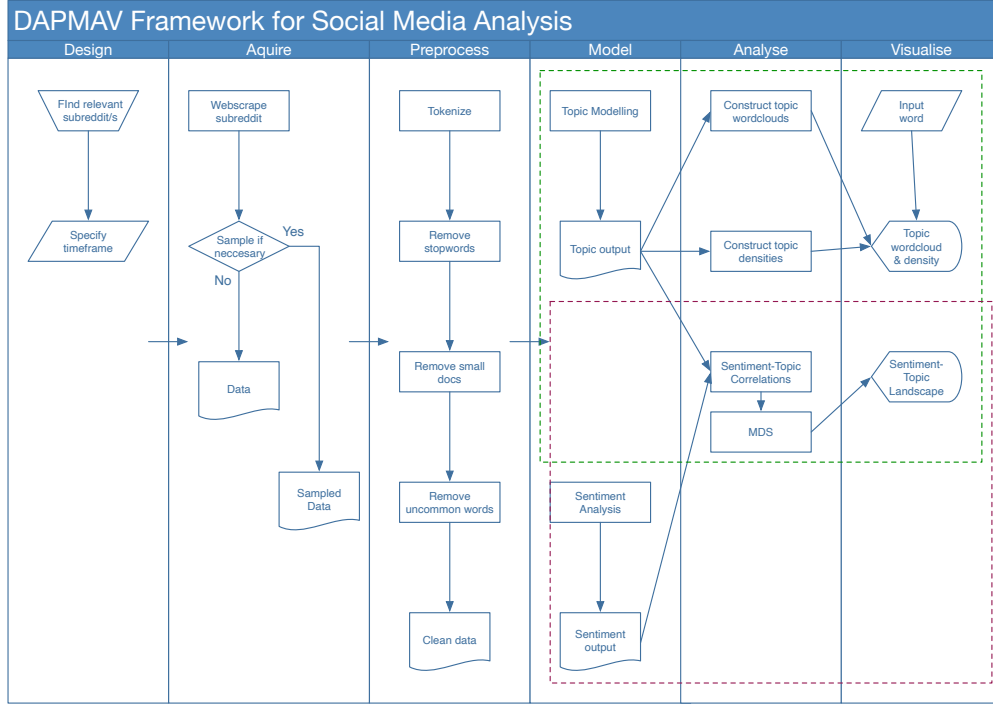 DAPMAV Framework for Social Media Analysis
Design
Aquire
Preprocess
Model
Analyse
Visualise
FInd relevant
subreddit/s
Specify
timeframe
Webscrape
subreddit
Sample if
neccesary
Yes
No
Data
Sampled
Data
Tokenize
Remove
stopwords
Remove small
docs
Remove
uncommon words
Clean data
Topic Modelling
Topic output
Sentiment
Analysis
Sentiment
output
Construct topic
wordclouds
Construct topic
densities
Sentiment-Topic
Correlations
MDS
Input
word
Topic
wordcloud
& density
Sentiment-
Topic
Landscape